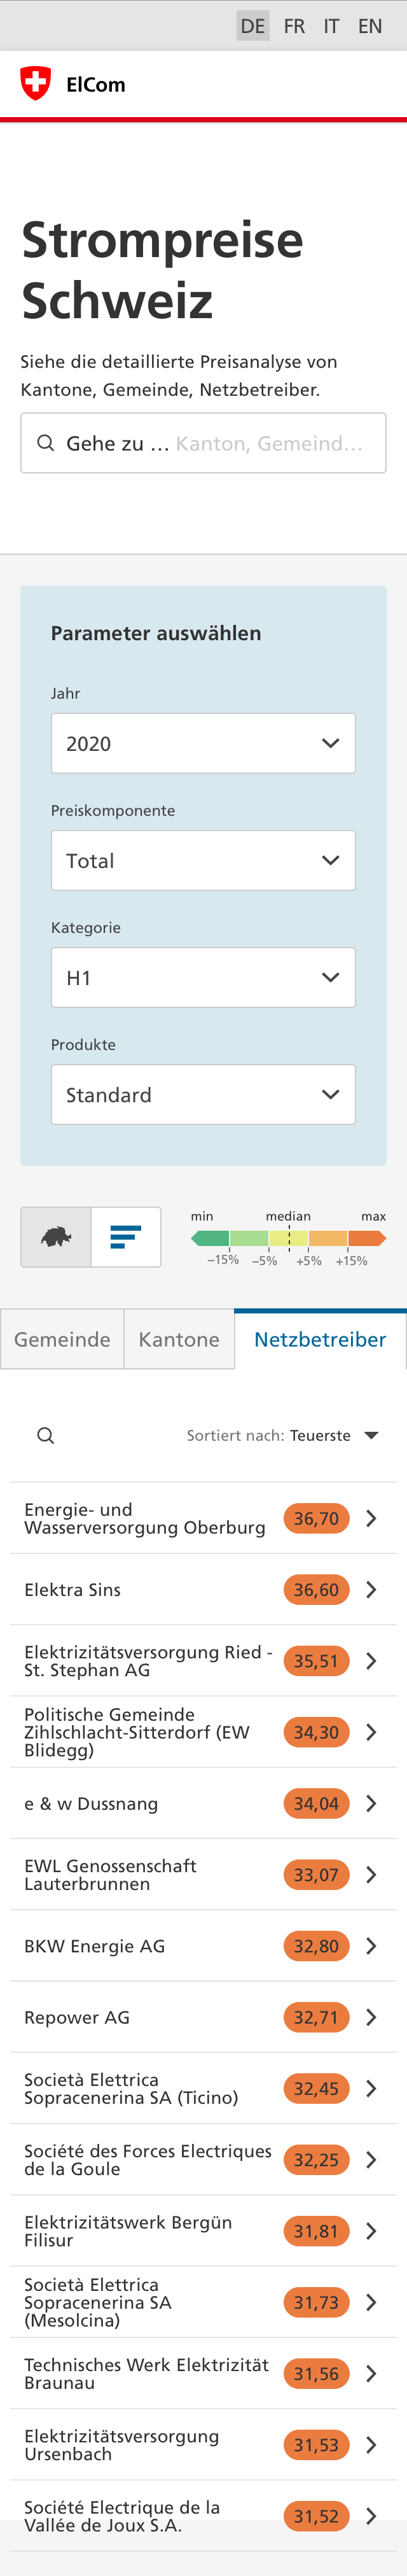 DE FR IT EN
ElCom
Strompreise
Schweiz
Siehe die detaillierte Preisanalyse von
Kantone, Gemeinde, Netzbetreiber.
Gehe zu … Kanton, Gemeind…
Parameter auswählen
Jahr
2020
Preiskomponente
Total
Kategorie
H1
Produkte
Standard
min median max
−15% −5% +5% +15%
Gemeinde Kantone Netzbetreiber
Sortiert nach: Teuerste
Energie- und
Wasserversorgung Oberburg
36,70
Elektra Sins
36,60
Elektrizitätsversorgung Ried -
St. Stephan AG
35,51
Politische Gemeinde
Zihlschlacht-Sitterdorf (EW
Blidegg)
34,30
e & w Dussnang
34,04
EWL Genossenschaft
Lauterbrunnen
33,07
BKW Energie AG
32,80
Repower AG
32,71
Società Elettrica
Sopracenerina SA (Ticino)
32,45
Société des Forces Electriques
de la Goule
32,25
Elektrizitätswerk Bergün
Filisur
31,81
Società Elettrica
Sopracenerina SA
(Mesolcina)
31,73
Technisches Werk Elektrizität
Braunau
31,56
Elektrizitätsversorgung
Ursenbach
31,53
Société Electrique de la
Vallée de Joux S.A.
31,52